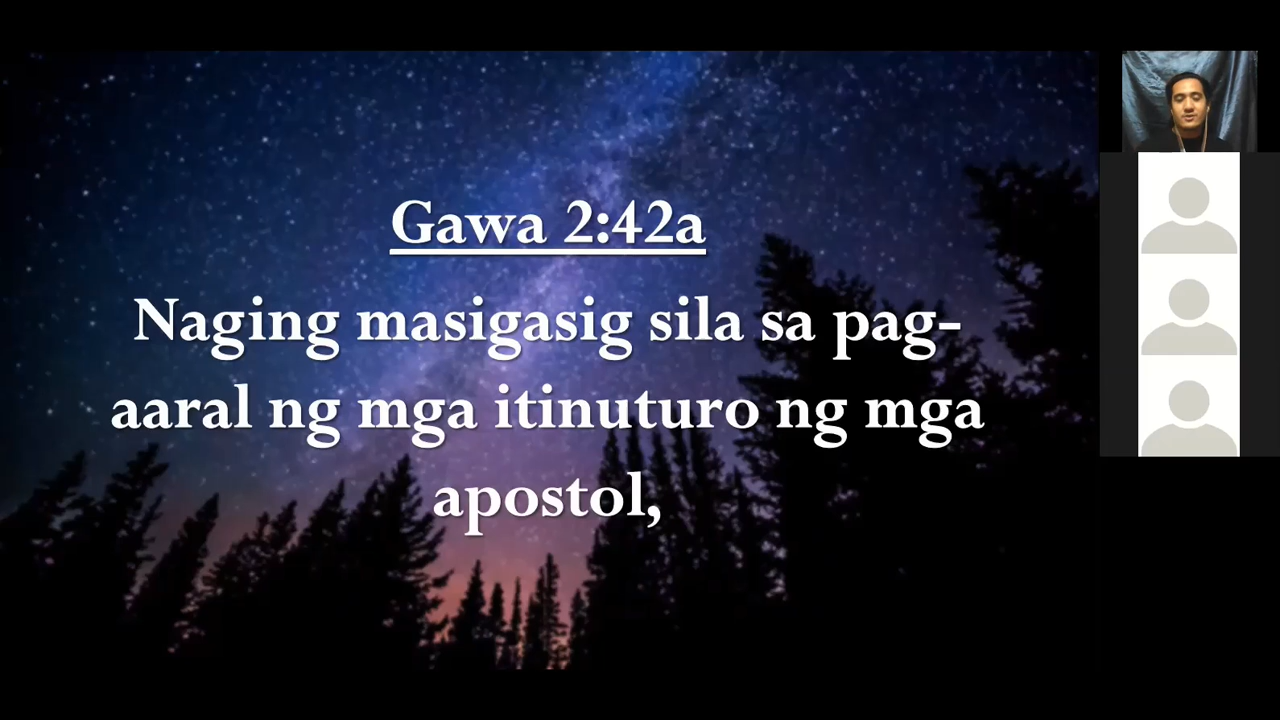 Gawa 2:42a
Naging masigasig sila sa pag-
aaral ng mga itinuturo ng mga
apostol,